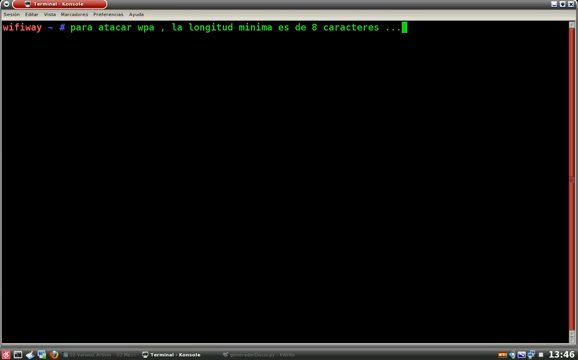 Terminal - Konsole
Sesión Editar Vista Marcadores Preferencias Ayuda
wifiway ~ # para atacar wpa , la longitud minima es de 8 caracteres ...
Terminal - Konsole
13:46